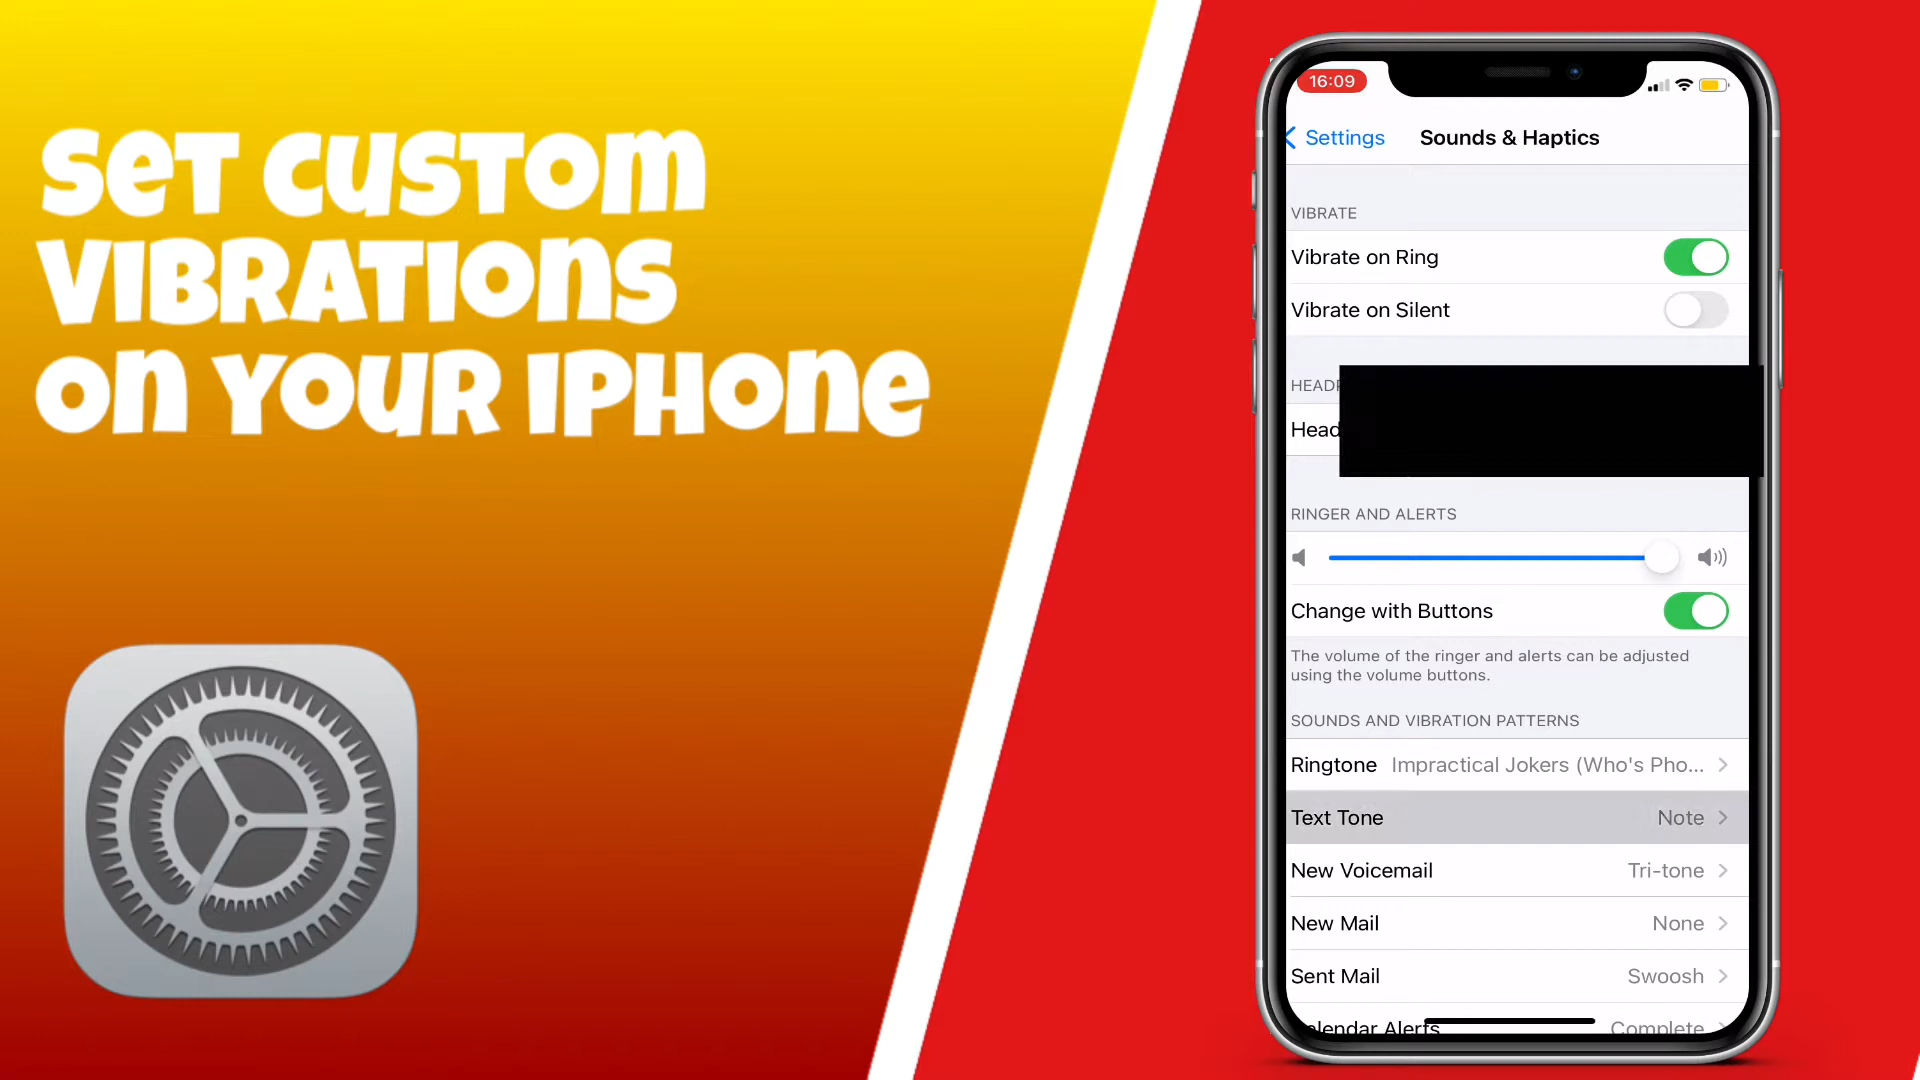 SET CUSTOM
VIBRATIONS
ON YOUR IPHONE
16:09
Settings
Sounds & Haptics
VIBRATE
Vibrate on Ring
Vibrate on Silent
RINGER AND ALERTS
Change with Buttons
The volume of the ringer and alerts can be adjusted
using the volume buttons.
SOUNDS AND VIBRATION PATTERNS
Ringtone Impractical Jokers (Who's Pho...
Text Tone Note
New Voicemail Tri-tone
New Mail None
Sent Mail Swoosh
Alerts Complete